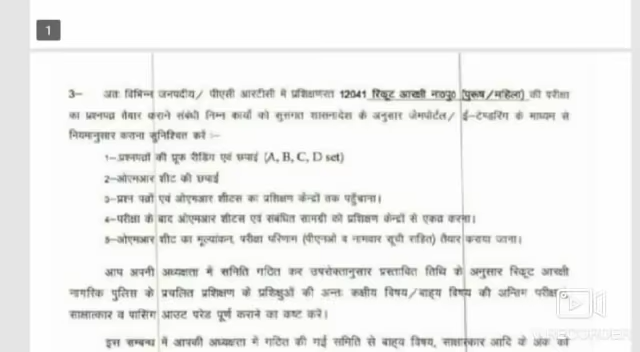 1
3- अतः विभिन्न जनपदीय/ पीएसी आरटीसी में प्रशिक्षणरत 12041 रिक्रूट आरक्षी ना0पु0 (पुरूष/महिला) की परीक्षा
का प्रश्नपत्र तैयार कराने संबंधी निम्न कार्यो को सुसंगत शासनादेश के अनुसार जेमपोर्टल/ ई-टेण्डरिंग के माध्यम से
नियमानुसार कराना सुनिश्चित करें :-
1-प्रश्नपत्रों की प्रूफ रीडिंग एवं छपाई (A, B, C, D set)
2-ओएमआर शीट की छपाई
3-प्रश्न पत्रों एवं ओएमआर शीटस का प्रशिक्षण केन्द्रों तक पहुँचाना।
4-परीक्षा के बाद ओएमआर शीटस एवं संबंधित सामग्री को प्रशिक्षण केन्द्रों से एकत्र करना।
5-ओएमआर शीट का मूल्यांकन, परीक्षा परिणाम (पीएनओ व नामवार सूची सहित) तैयार कराया जाना।
आप अपनी अध्यक्षता में समिति गठित कर उपरोक्तानुसार प्रस्तावित तिथि के अनुसार रिक्रूट आरक्षी
नागरिक पुलिस के प्रचलित प्रशिक्षण के प्रशिक्षुओं की अन्तः कक्षीय विषय/बाह्य विषय की अन्तिम परीक्षा
साक्षात्कार व पासिंग आउट परेड पूर्ण कराने का कष्ट करें।
इस सम्बन्ध में आपकी अध्यक्षता में गठित की गई समिति से बाह्य विषय, साक्षात्कार आदि के अंक को
RECORDER